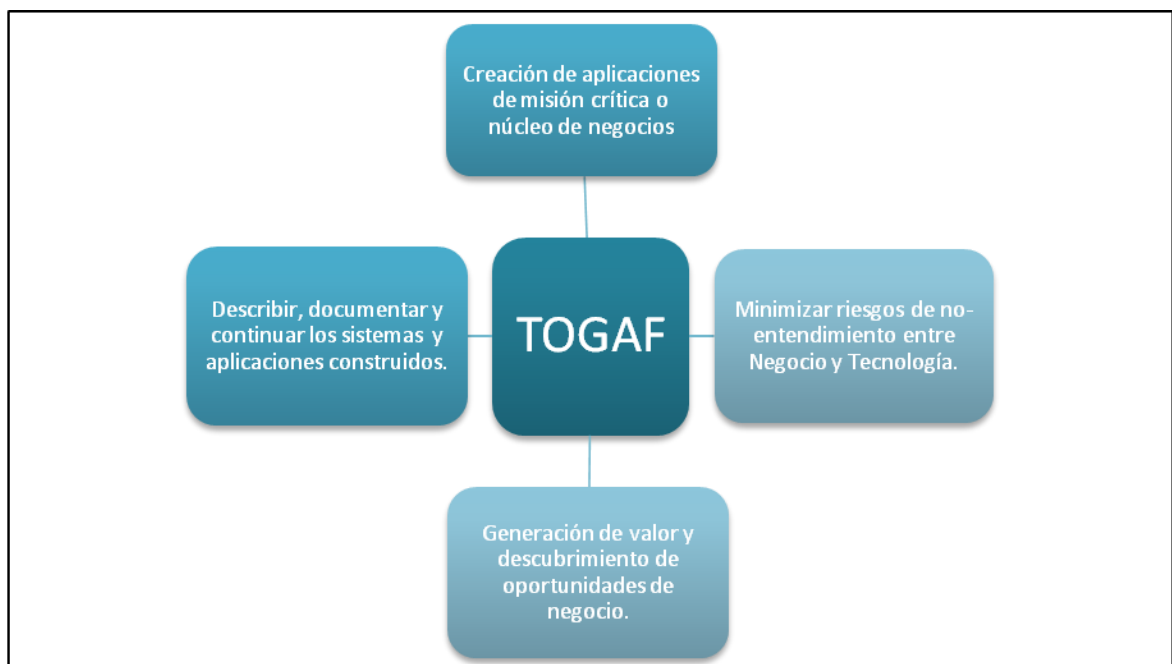 Creación de aplicaciones
de misión crítica o
núcleo de negocios
Describir, documentar y
continuar los sistemas y
aplicaciones construidos.
TOGAF
Minimizar riesgos de no-
entendimiento entre
Negocio y Tecnología.
Generación de valor y
descubrimiento de
oportunidades de
negocio.